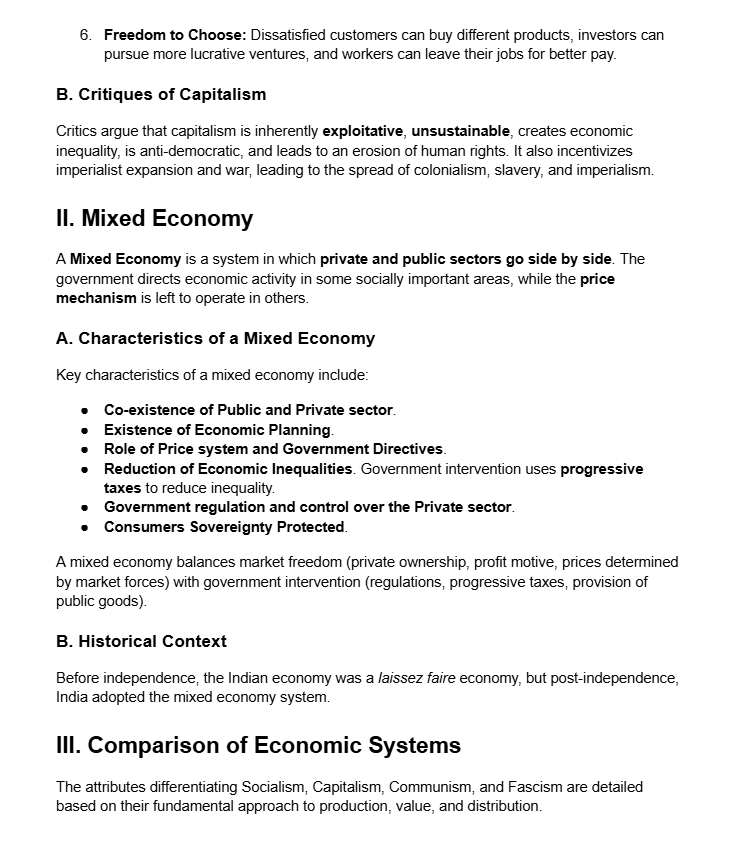 6. Freedom to Choose: Dissatisfied customers can buy different products, investors can
pursue more lucrative ventures, and workers can leave their jobs for better pay.
B. Critiques of Capitalism
Critics argue that capitalism is inherently exploitative, unsustainable, creates economic
inequality, is anti-democratic, and leads to an erosion of human rights. It also incentivizes
imperialist expansion and war, leading to the spread of colonialism, slavery, and imperialism.
II. Mixed Economy
A Mixed Economy is a system in which private and public sectors go side by side. The
government directs economic activity in some socially important areas, while the price
mechanism is left to operate in others.
A. Characteristics of a Mixed Economy
Key characteristics of a mixed economy include:
● Co-existence of Public and Private sector.
● Existence of Economic Planning.
● Role of Price system and Government Directives.
● Reduction of Economic Inequalities. Government intervention uses progressive
taxes to reduce inequality.
● Government regulation and control over the Private sector.
● Consumers Sovereignty Protected.
A mixed economy balances market freedom (private ownership, profit motive, prices determined
by market forces) with government intervention (regulations, progressive taxes, provision of
public goods).
B. Historical Context
Before independence, the Indian economy was a laissez faire economy, but post-independence,
India adopted the mixed economy system.
III. Comparison of Economic Systems
The attributes differentiating Socialism, Capitalism, Communism, and Fascism are detailed
based on their fundamental approach to production, value, and distribution.